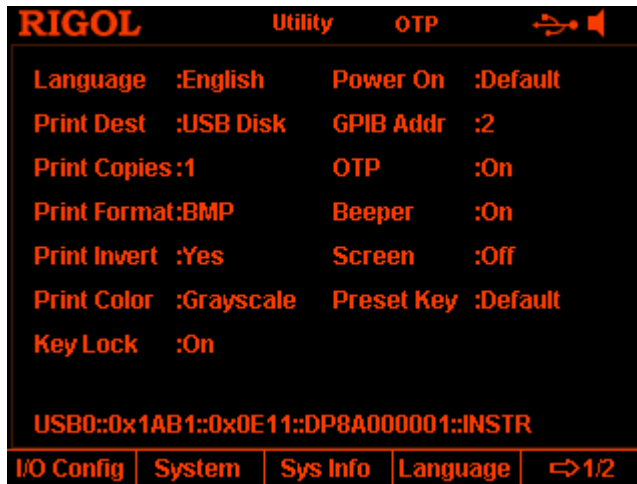 RIGOL Utility OTP
Language :English Power On :Default
Print Dest :USB Disk GPIB Addr :2
Print Copies:1 OTP :On
Print Format:BMP Beeper :On
Print Invert :Yes Screen :Off
Print Color :Grayscale Preset Key :Default
Key Lock :On
USB0::0x1AB1::0x0E11::DP8A000001::INSTR
I/O Config System Sys Info Language ⇨1/2